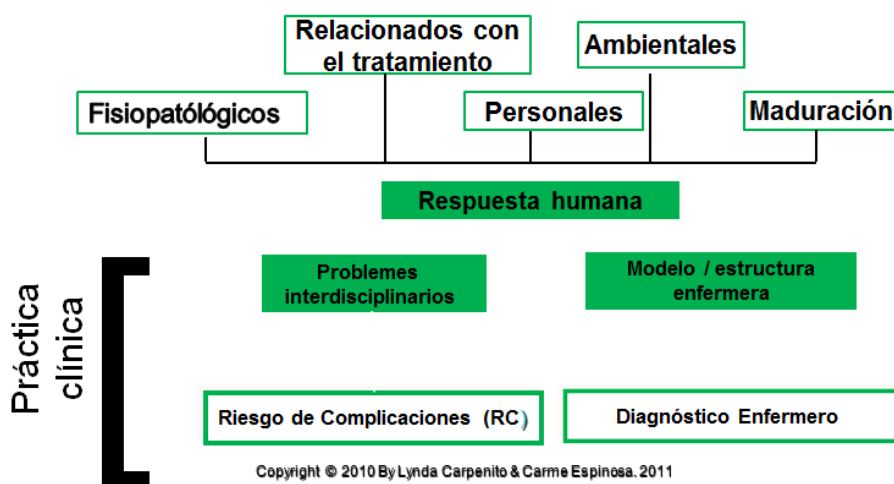 Relacionados con
el tratamiento
Ambientales
Fisiopatólógicos
Personales
Maduración
Respuesta humana
Práctica
clínica
Problemes
interdisciplinarios
Modelo / estructura
enfermera
Riesgo de Complicaciones (RC)
Diagnóstico Enfermero
Copyright © 2010 By Lynda Carpenito & Carme Espinosa. 2011